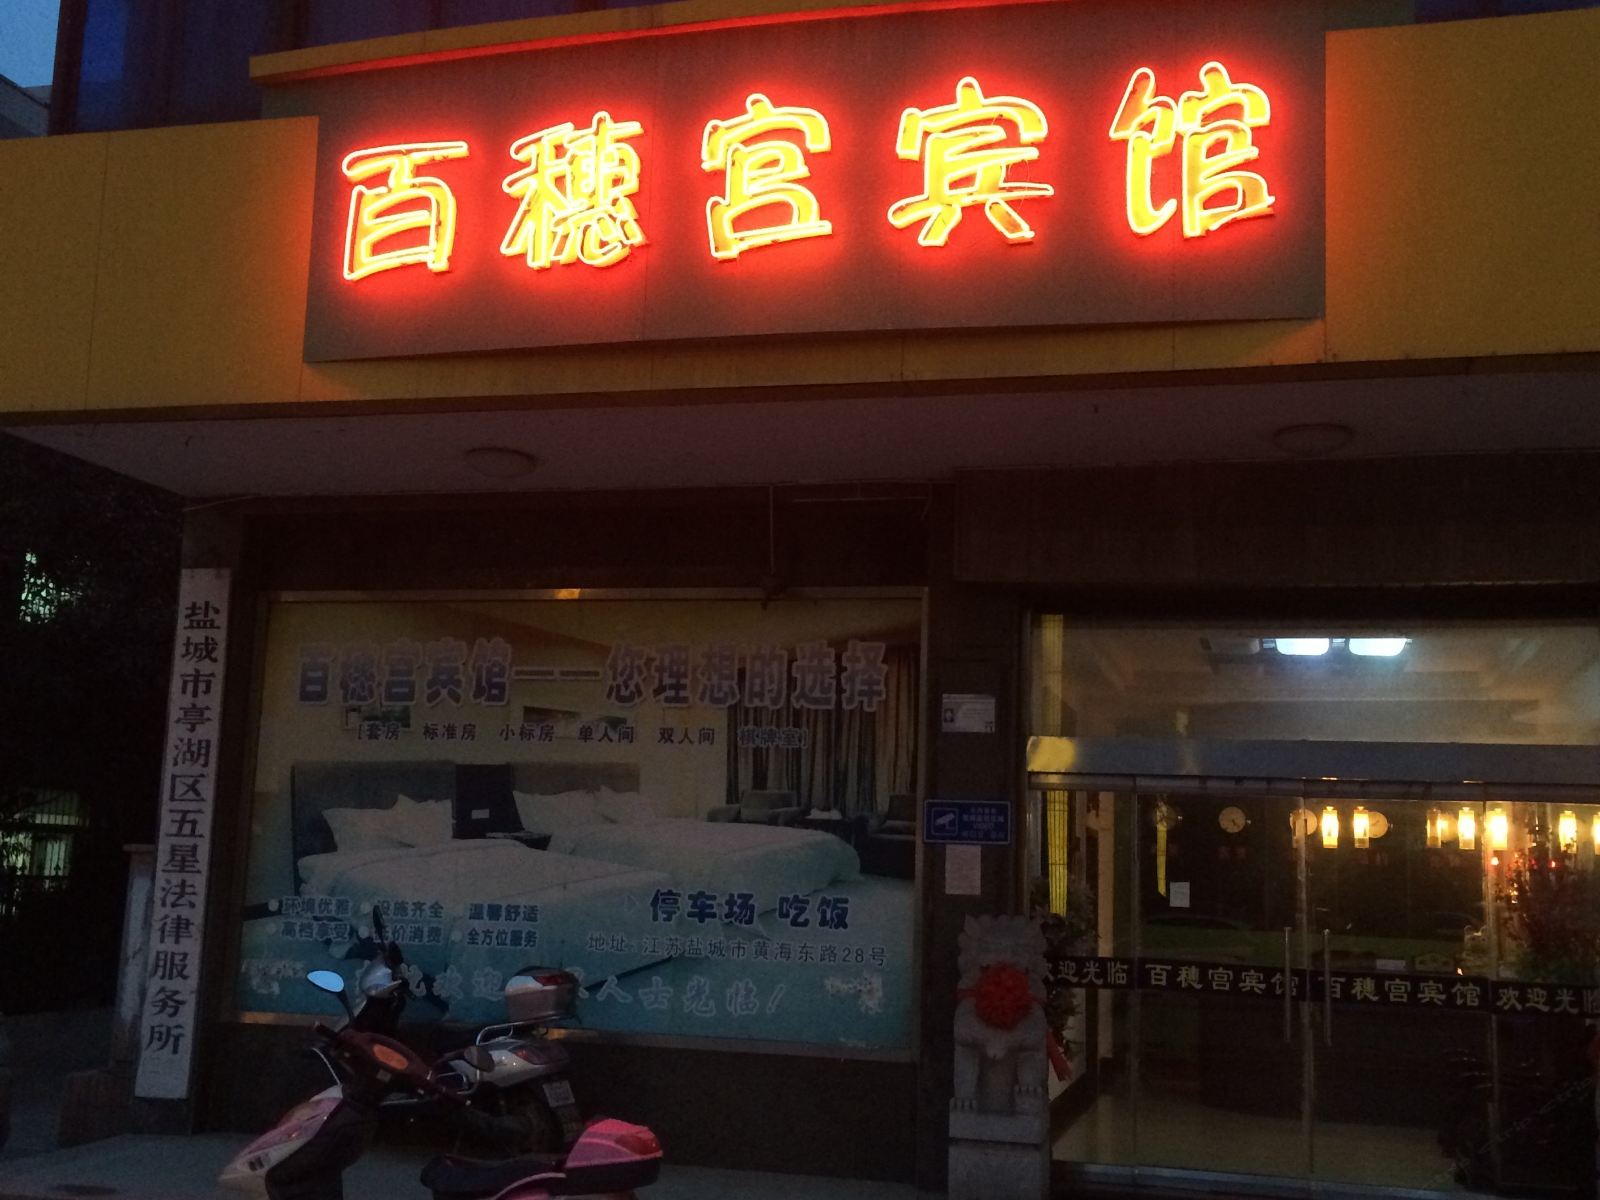 百穗宫宾馆
盐城市亭湖区五星法律服务所
百穗宫宾馆——您理想的选择
[套房 标准房 小标房 单人间 双人间 棋牌室]
环境优雅 设施齐全 温馨舒适
高档享受 价消费 全方位服务
停车场 吃饭
地址:江苏盐城市黄海东路28号
欢迎 人士光临!
VIDEO
欢迎光临 百穗宫宾馆 百穗宫宾馆 欢迎光临